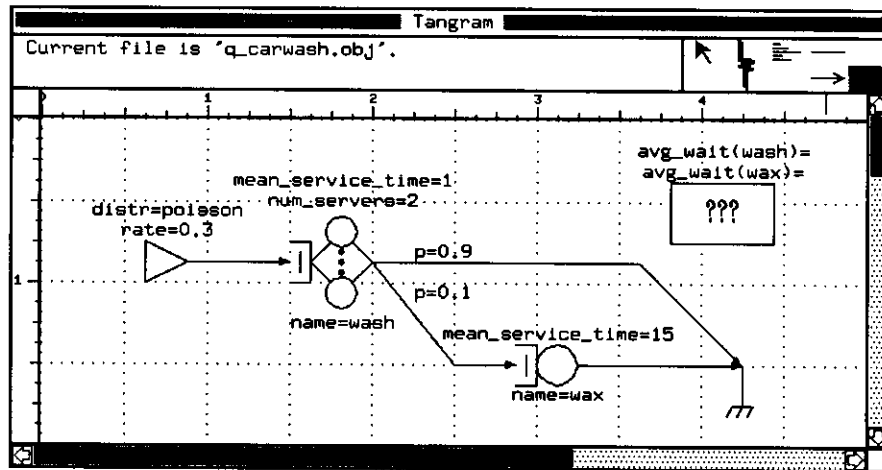 Tangram
Current file is 'q_carwash.obj'.
0 1 2 3 4
avg_wait(wash)=
avg_wait(wax)=
???
mean_service_time=1
num_servers=2
distr=poisson
rate=0.3
p=0.9
p=0.1
1
name=wash
mean_service_time=15
name=wax